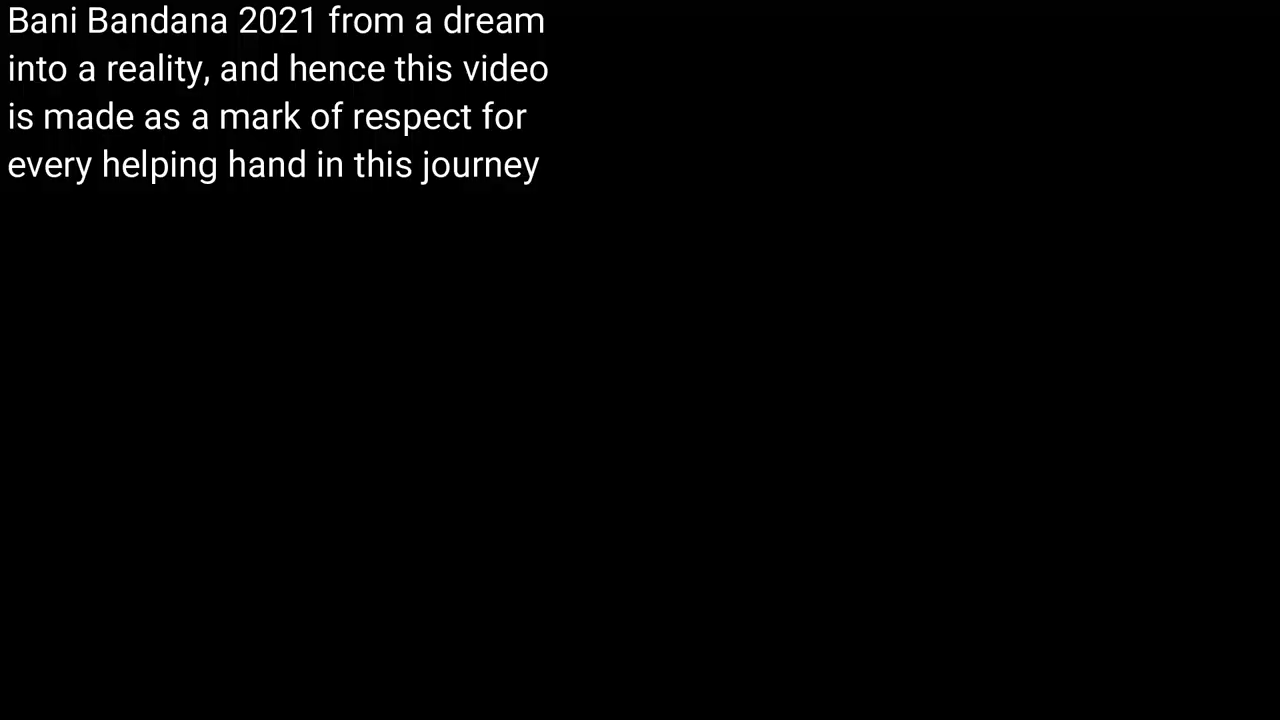 Bani Bandana 2021 from a dream
into a reality, and hence this video
is made as a mark of respect for
every helping hand in this journey